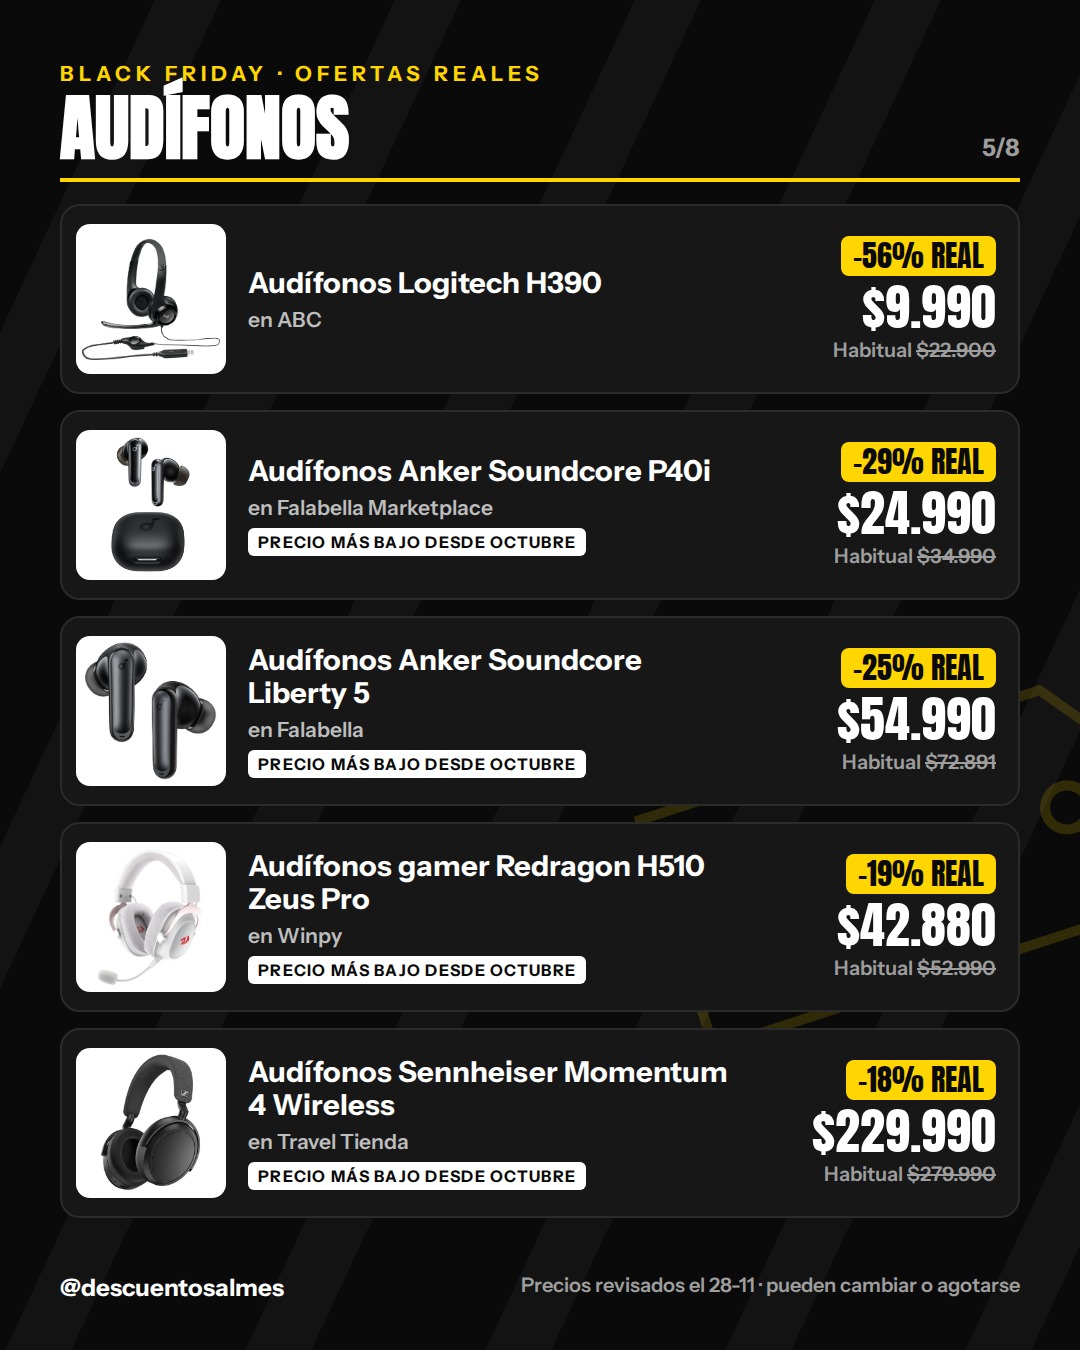 BLACK FRIDAY · OFERTAS REALES
AUDÍFONOS
5/8
Audífonos Logitech H390
en ABC
-56% REAL
$9.990
Habitual $22.900
Audífonos Anker Soundcore P40i
en Falabella Marketplace
PRECIO MÁS BAJO DESDE OCTUBRE
-29% REAL
$24.990
Habitual $34.990
Audífonos Anker Soundcore
Liberty 5
en Falabella
PRECIO MÁS BAJO DESDE OCTUBRE
-25% REAL
$54.990
Habitual $72.891
Audífonos gamer Redragon H510
Zeus Pro
en Winpy
PRECIO MÁS BAJO DESDE OCTUBRE
-19% REAL
$42.880
Habitual $52.990
Audífonos Sennheiser Momentum
4 Wireless
en Travel Tienda
PRECIO MÁS BAJO DESDE OCTUBRE
-18% REAL
$229.990
Habitual $279.990
@descuentosalmes
Precios revisados el 28-11 · pueden cambiar o agotarse